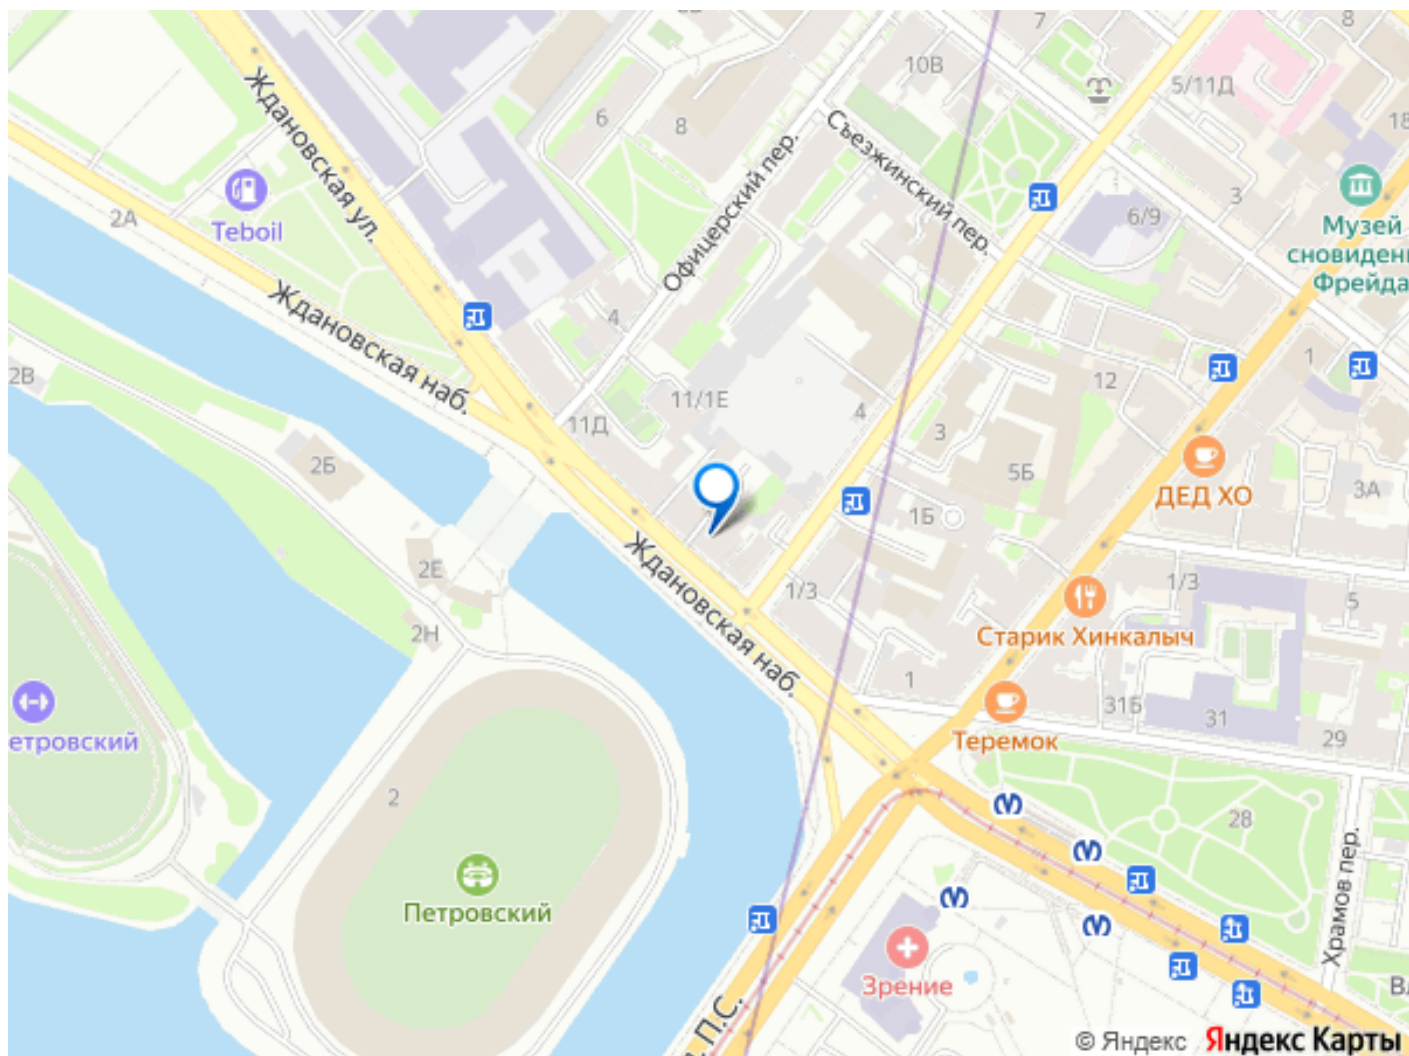 7
8
10В
5/11Д
18
Ждановская ул.
6
8
Офицерский пер.
Съезжинский пер.
3
6/9
Музей
сновиден
Фрейда
2А
Teboil
Ждановская наб.
4
1
2В
12
11/1Е
11Д
4
3
2Б
5Б
ДЕД ХО
3А
1Б
2Е
Ждановская наб.
1/3
1/3
5
2Н
Старик Хинкалыч
1
31Б
31
29
етровский
Теремок
2
28
Петровский
Храмов пер.
Зрение
П.С.
© Яндекс Яндекс Карты